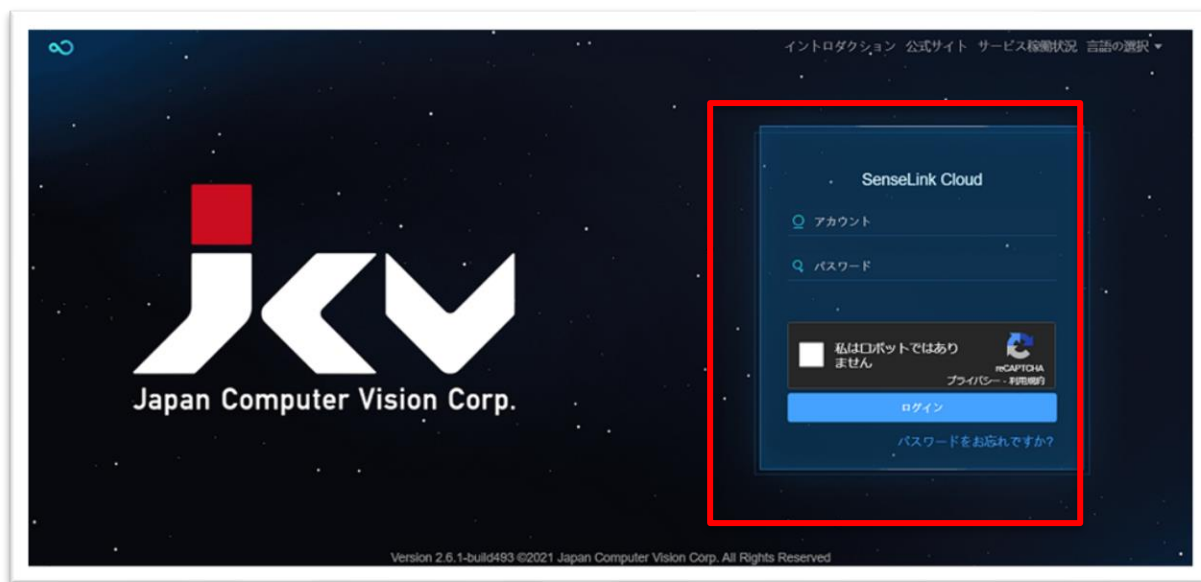 イントロダクション 公式サイト サービス稼働状況 言語の選択 ▼
SenseLink Cloud
アカウント
パスワード
私はロボットではあり
ません
reCAPTCHA
プライバシー - 利用規約
ログイン
パスワードをお忘れですか?
JCV
Japan Computer Vision Corp.
Version 2.6.1-build493 ©2021 Japan Computer Vision Corp. All Rights Reserved